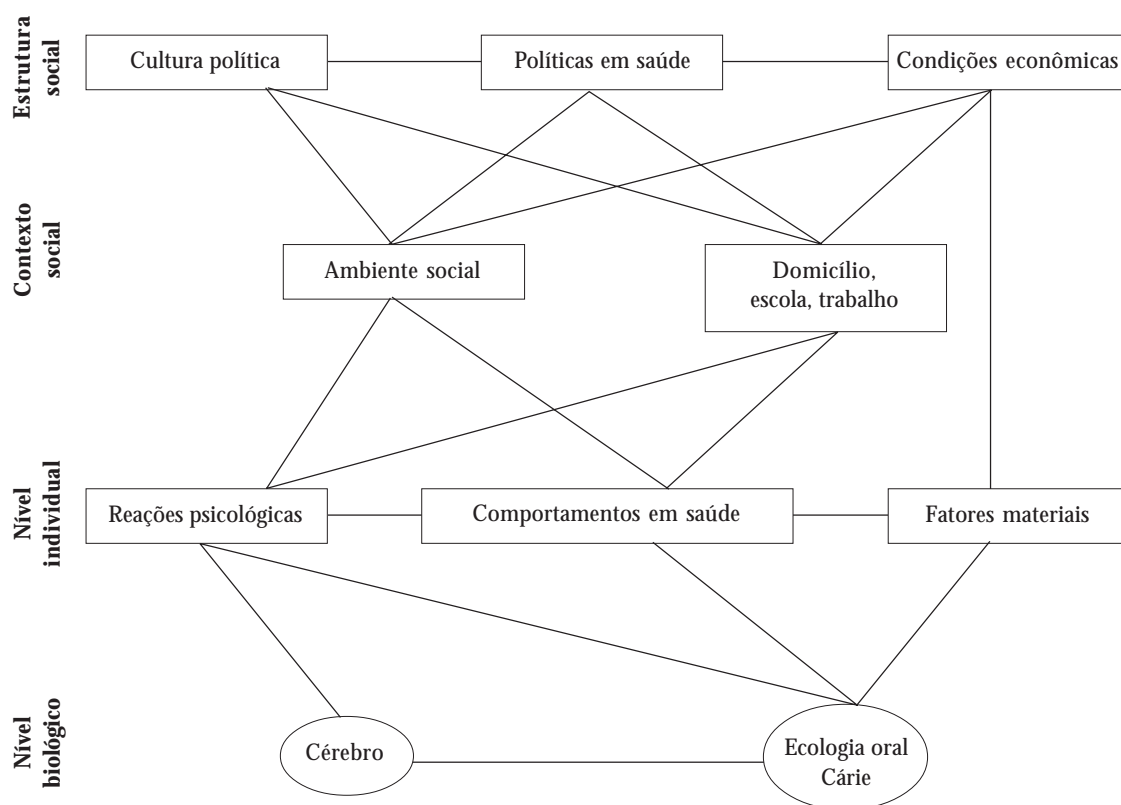 Estrutura
social
Cultura política
Políticas em saúde
Condições econômicas
Contexto
social
Ambiente social
Domicílio,
escola, trabalho
Nível
individual
Reações psicológicas
Comportamentos em saúde
Fatores materiais
Nível
biológico
Cérebro
Ecologia oral
Cárie